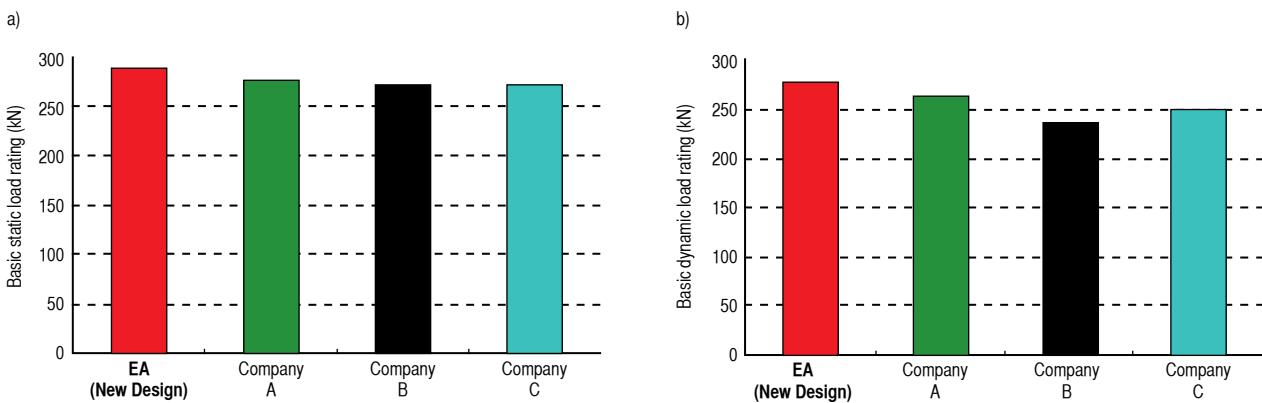 a)
Basic static load rating (kN)
300
250
200
150
100
50
0
EA
(New Design)
Company
A
Company
B
Company
C
b)
Basic dynamic load rating (kN)
300
250
200
150
100
50
0
EA
(New Design)
Company
A
Company
B
Company
C